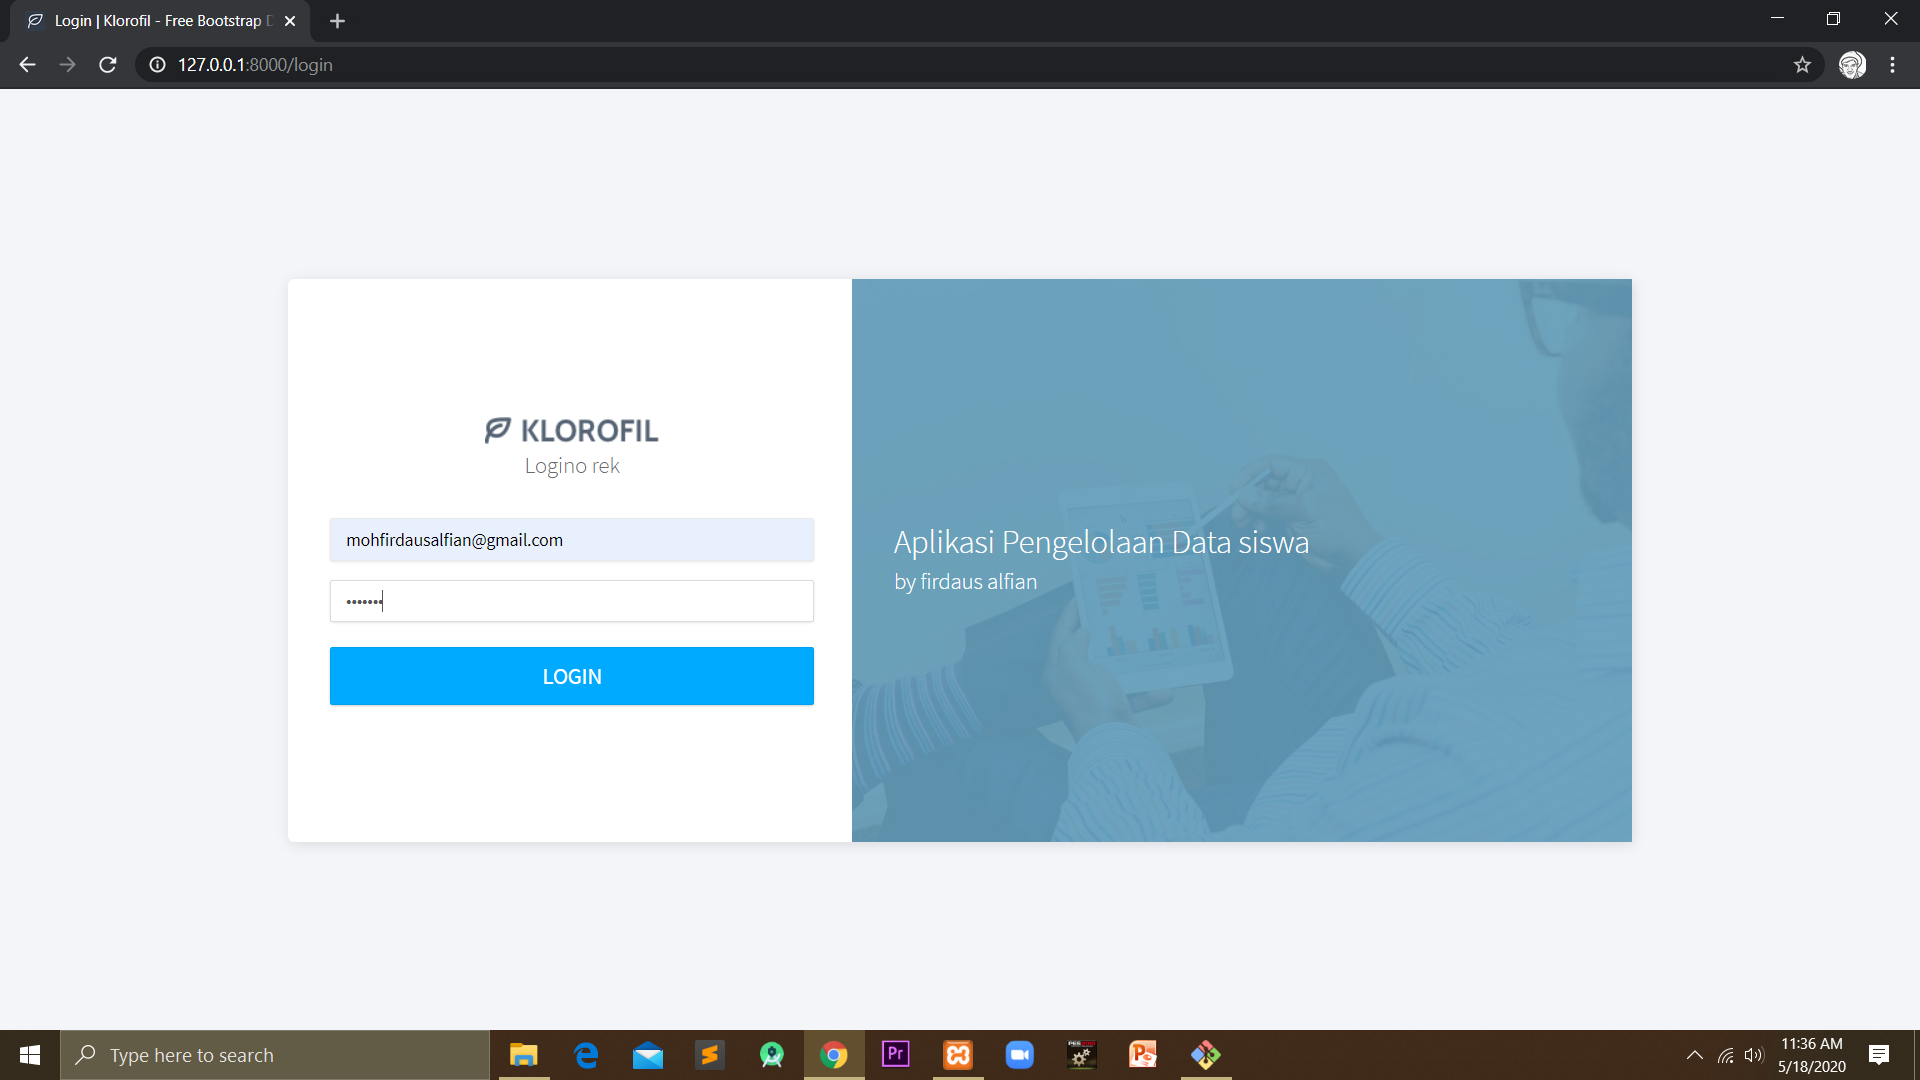 Login | Klorofil - Free Bootstrap D
127.0.0.1:8000/login
KLOROFIL
Logino rek
mohfirdausalfian@gmail.com
•••••••
LOGIN
Aplikasi Pengelolaan Data siswa
by firdaus alfian
Type here to search
Pr
11:36 AM
5/18/2020